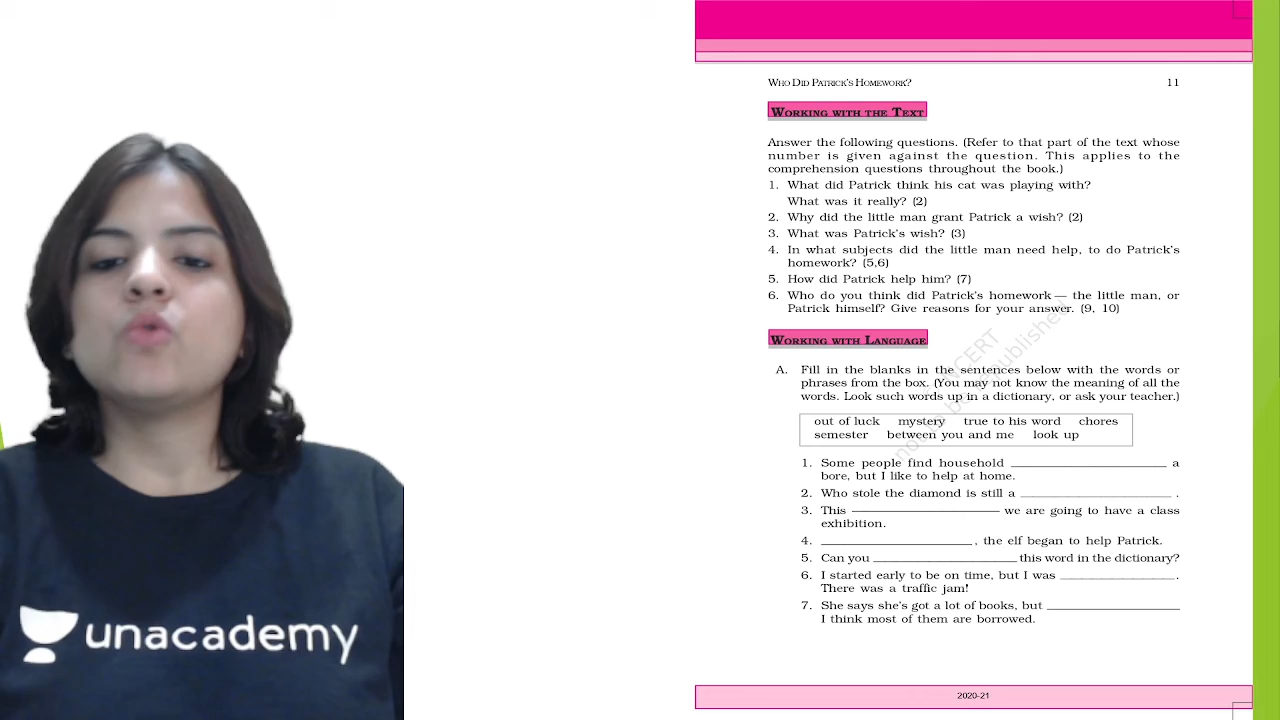 unacademy
WHO DID PATRICK'S HOMEWORK? 11
WORKING WITH THE TEXT
Answer the following questions. (Refer to that part of the text whose
number is given against the question. This applies to the
comprehension questions throughout the book.)
1. What did Patrick think his cat was playing with?
What was it really? (2)
2. Why did the little man grant Patrick a wish? (2)
3. What was Patrick's wish? (3)
4. In what subjects did the little man need help, to do Patrick's
homework? (5,6)
5. How did Patrick help him? (7)
6. Who do you think did Patrick's homework — the little man, or
Patrick himself? Give reasons for your answer. (9, 10)
WORKING WITH LANGUAGE
A. Fill in the blanks in the sentences below with the words or
phrases from the box. (You may not know the meaning of all the
words. Look such words up in a dictionary, or ask your teacher.)
out of luck mystery true to his word chores
semester between you and me look up
1. Some people find household ____________ a
bore, but I like to help at home.
2. Who stole the diamond is still a ____________ .
3. This ____________ we are going to have a class
exhibition.
4. ____________ , the elf began to help Patrick.
5. Can you ____________ this word in the dictionary?
6. I started early to be on time, but I was ____________ .
There was a traffic jam!
7. She says she's got a lot of books, but ____________
I think most of them are borrowed.
2020-21